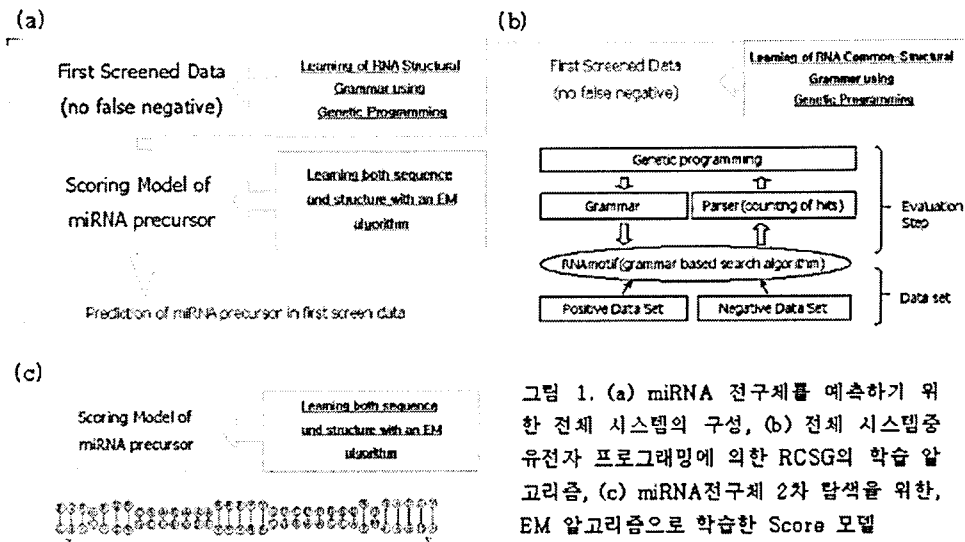 (a)
First Screened Data
(no false negative)
Learning of RNA Structural
Grammar using
Genetic Programming
Scoring Model of
miRNA precursor
Learning both sequence
and structure with an EM
algorithm
Prediction of miRNA precursor in first screen data
(b)
First Screened Data
(no false negative)
Learning of RNA Common-Structural
Grammar using
Genetic Programming
Genetic programming
Grammar
Parser (counting of hits)
Evaluation
Step
RNAmotif (grammar based search algorithm)
Positive Data Set
Negative Data Set
Data set
(c)
Scoring Model of
miRNA precursor
Learning both sequence
and structure with an EM
algorithm
그림 1. (a) miRNA 전구체를 예측하기 위
한 전체 시스템의 구성, (b) 전체 시스템중
유전자 프로그래밍에 의한 RCSG의 학습 알
고리즘, (c) miRNA전구체 2차 탐색을 위한,
EM 알고리즘으로 학습한 Score 모델